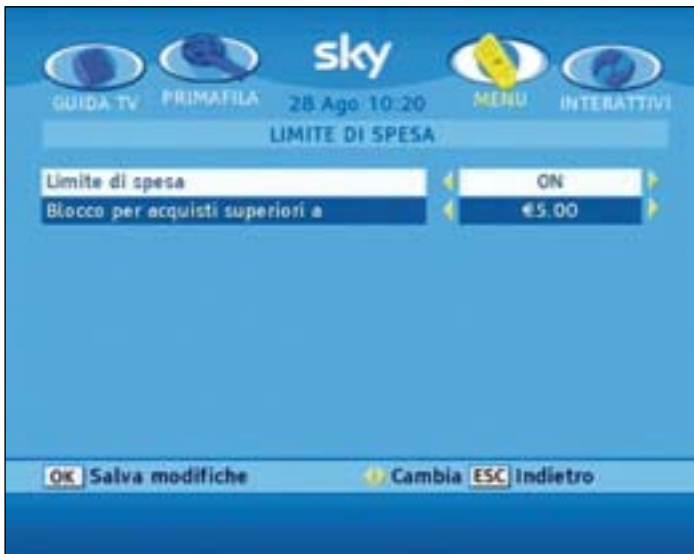 sky
GUIDA TV PRIMAFILA 28 Ago 10:20 MENU INTERATTIVI
LIMITE DI SPESA
Limite di spesa ON
Blocco per acquisti superiori a €5.00
OK Salva modifiche Cambia ESC Indietro